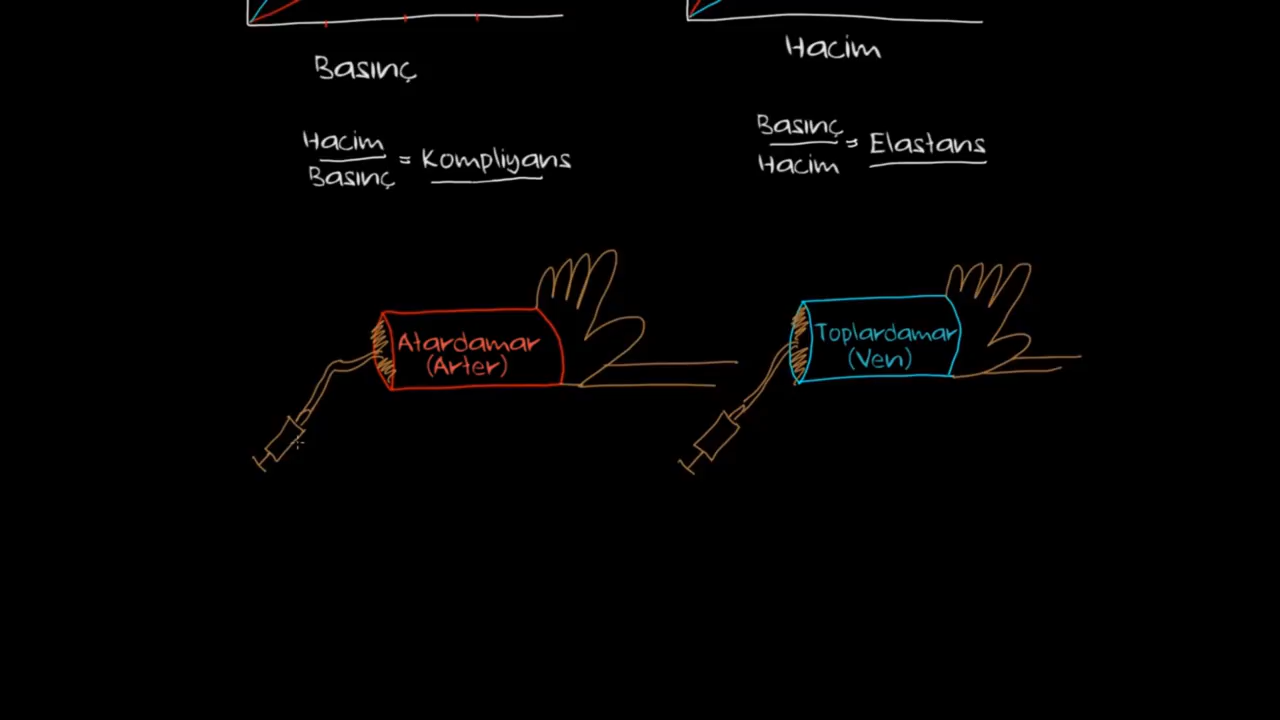 Basınç
Hacim
Hacim
Basınç
= Kompliyans
Basınç
Hacim
= Elastans
Atardamar
(Arter)
Toplardamar
(Ven)